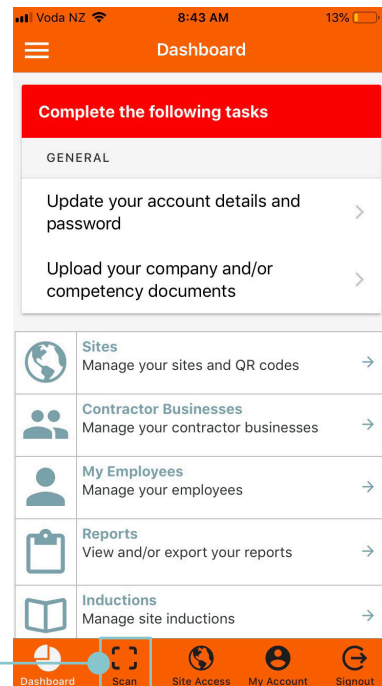 Voda NZ 8:43 AM 13%
Dashboard
Complete the following tasks
GENERAL
Update your account details and
password
Upload your company and/or
competency documents
Sites
Manage your sites and QR codes
Contractor Businesses
Manage your contractor businesses
My Employees
Manage your employees
Reports
View and/or export your reports
Inductions
Manage site inductions
Dashboard Scan Site Access My Account Signout